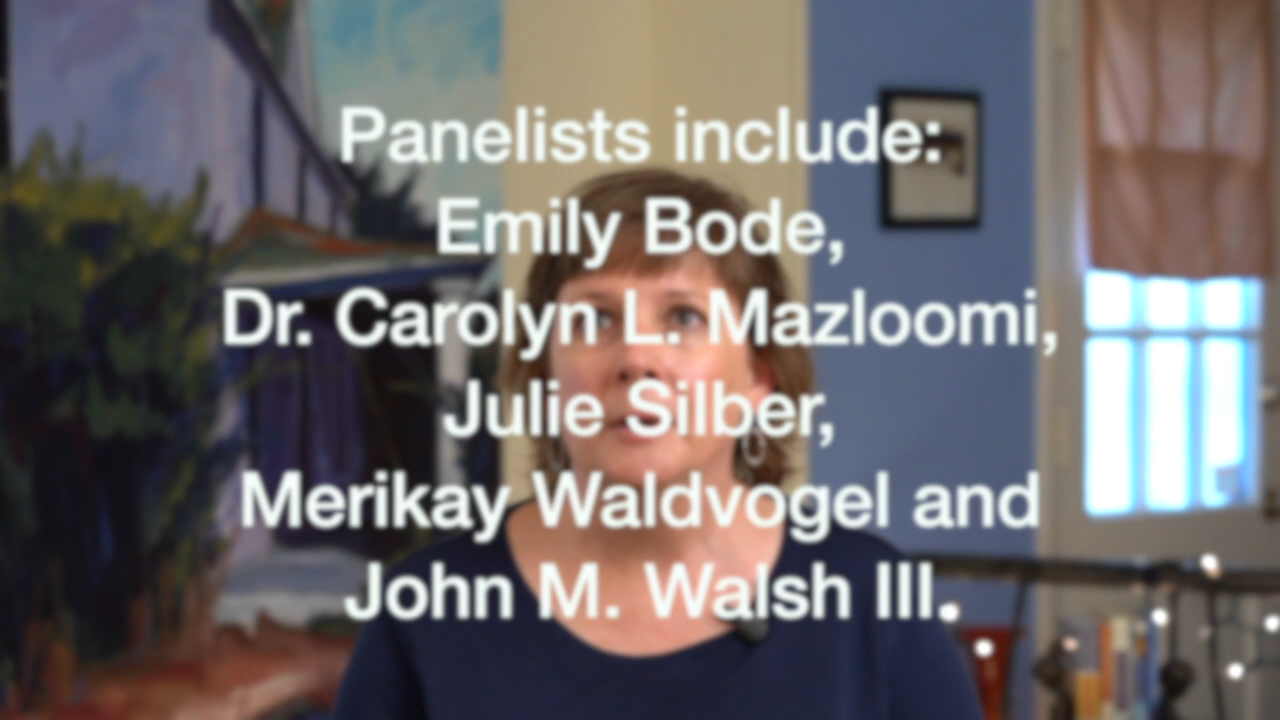 Panelists include:
Emily Bode,
Dr. Carolyn L. Mazloomi,
Julie Silber,
Merikay Waldvogel and
John M. Walsh III.